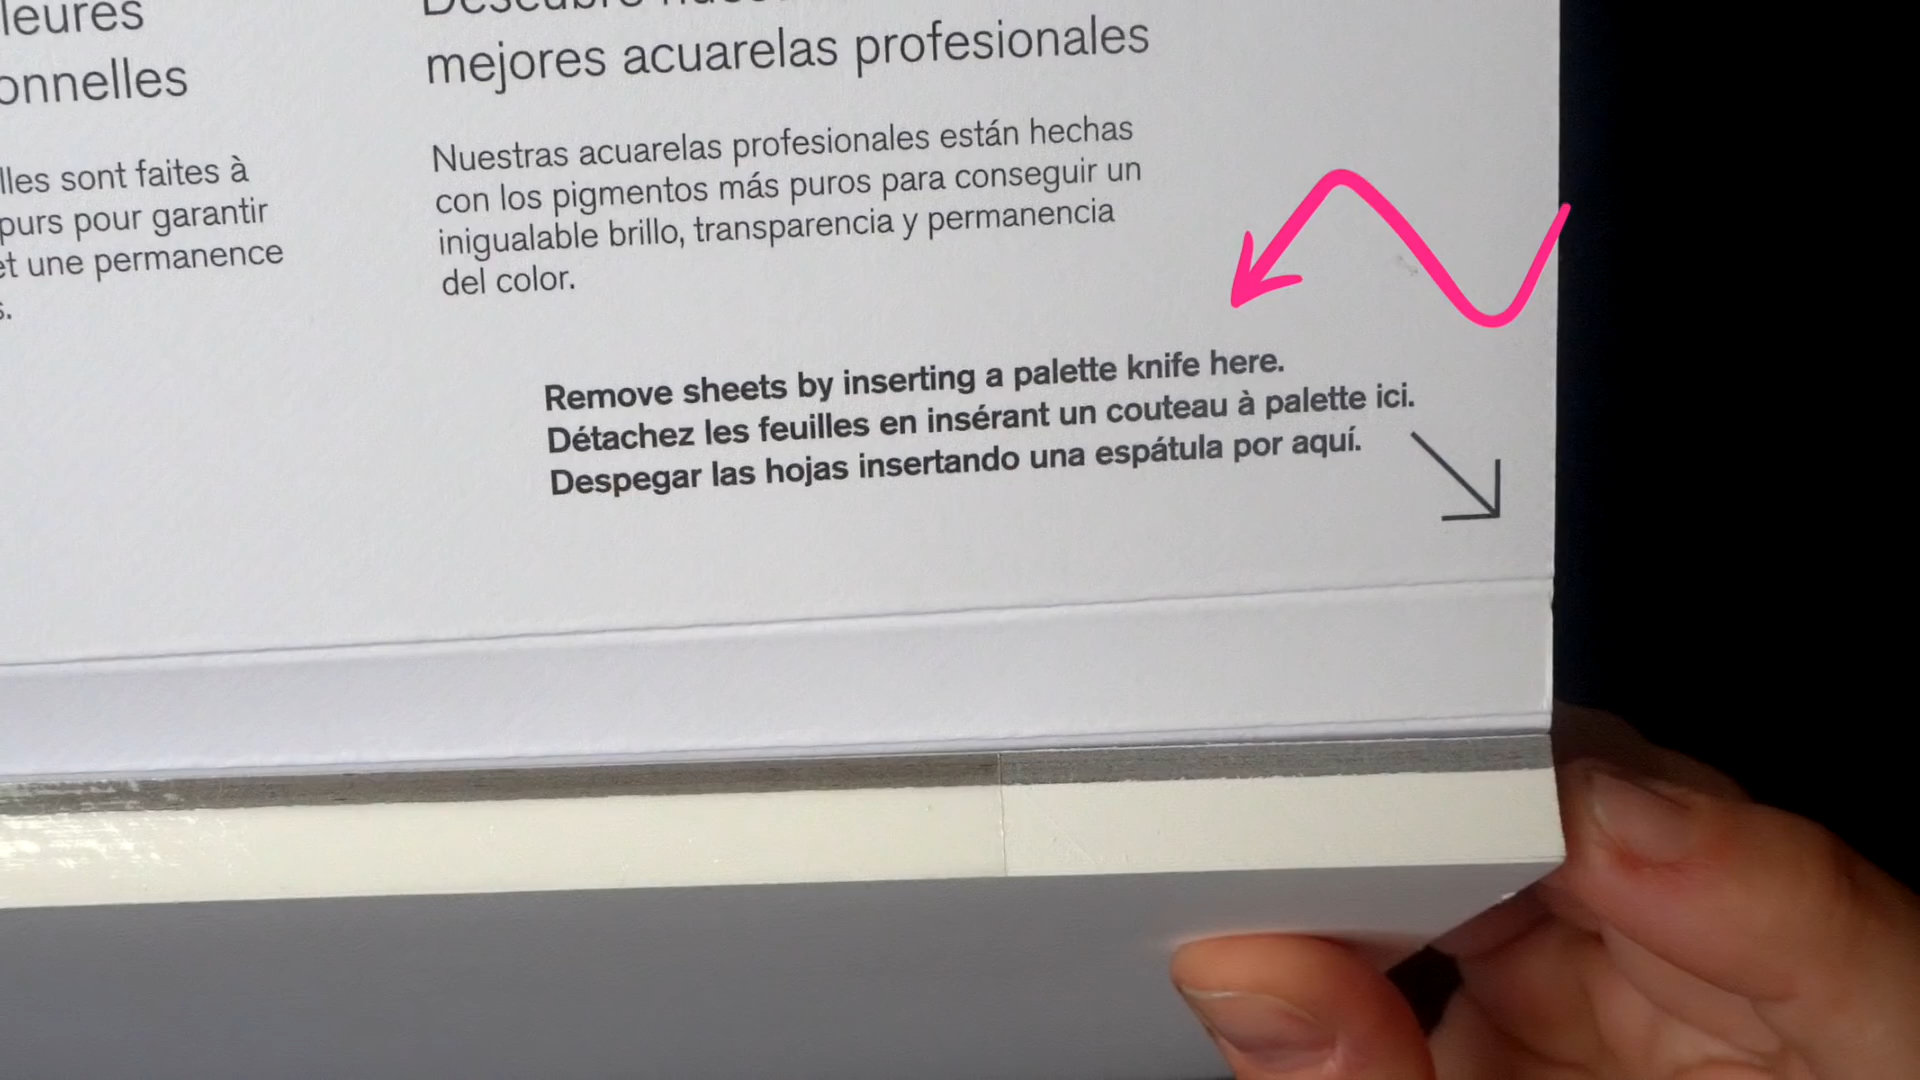 leures
onnelles
lles sont faites à
purs pour garantir
et une permanence
s.
mejores acuarelas profesionales
Nuestras acuarelas profesionales están hechas
con los pigmentos más puros para conseguir un
inigualable brillo, transparencia y permanencia
del color.
Remove sheets by inserting a palette knife here.
Détachez les feuilles en insérant un couteau à palette ici.
Despegar las hojas insertando una espátula por aquí.